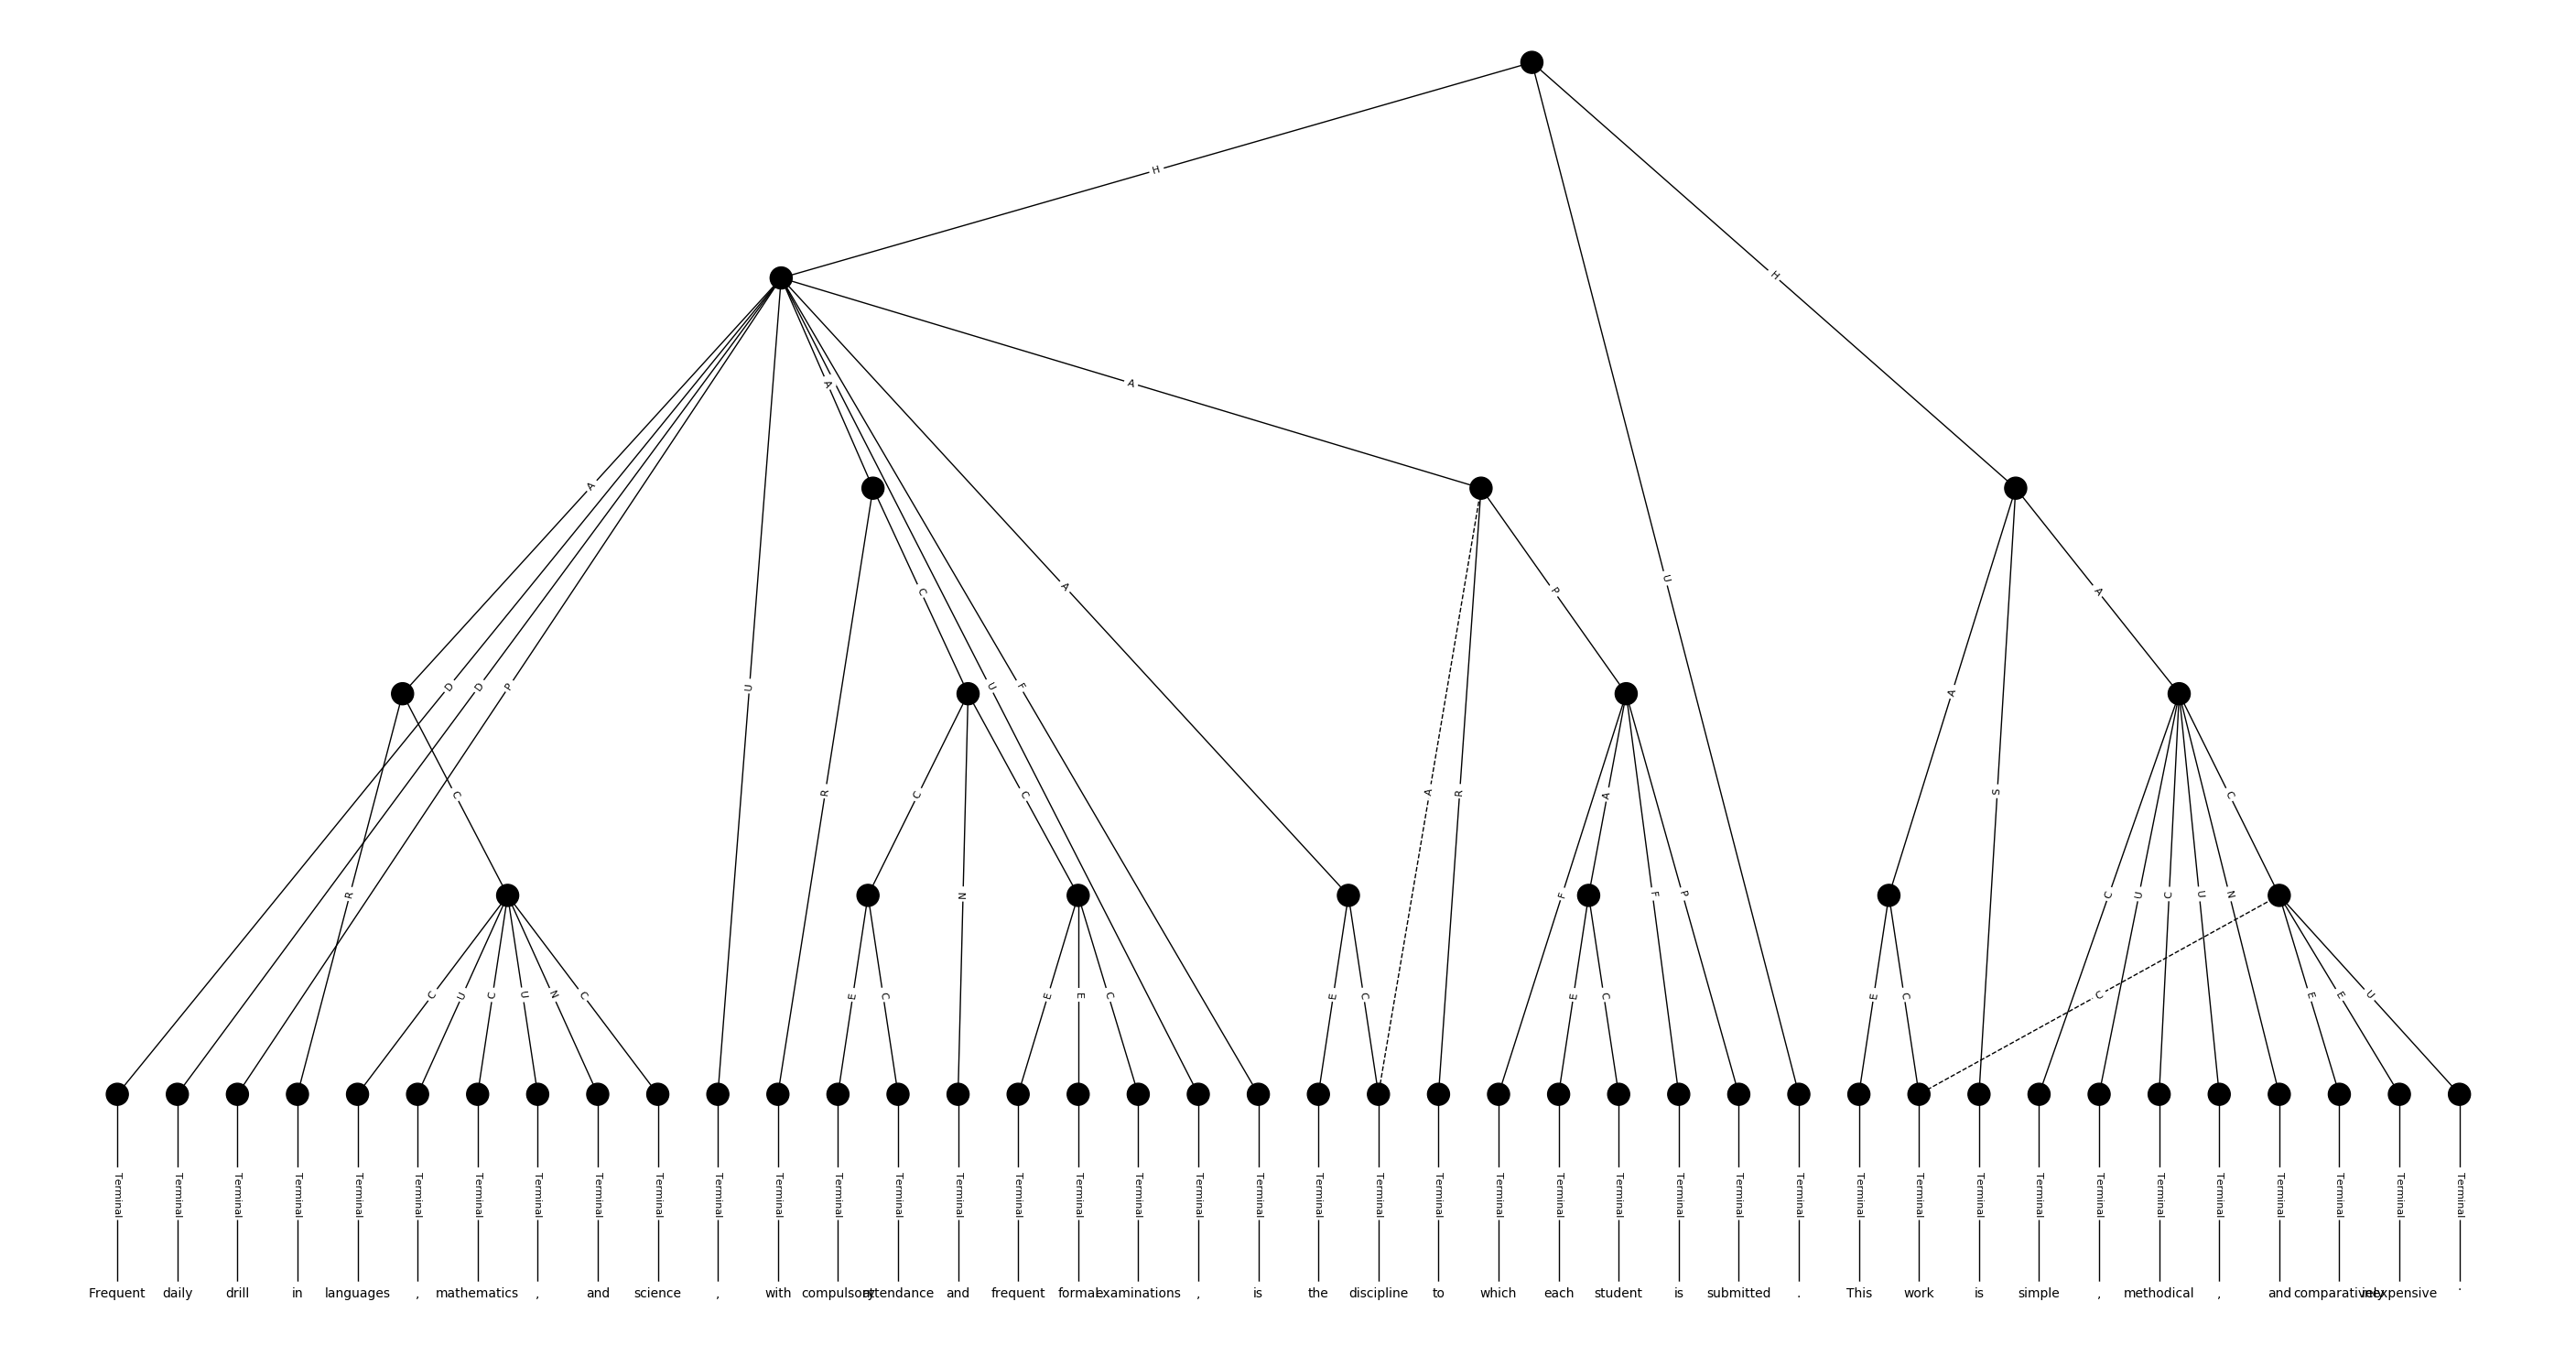 H
H
A
A
A
C
P
U
A
A
D
D
P
U
U
F
A
S
C
R
C
C
A
R
A
C
R
N
F
F
P
C
U
C
U
N
C
U
C
U
N
C
E
C
E
E
C
E
C
E
C
E
C
C
E
E
U
Terminal Terminal Terminal Terminal Terminal Terminal Terminal Terminal Terminal Terminal Terminal Terminal Terminal Terminal Terminal Terminal Terminal Terminal Terminal Terminal Terminal Terminal Terminal Terminal Terminal Terminal Terminal Terminal Terminal Terminal Terminal Terminal Terminal Terminal Terminal Terminal Terminal Terminal Terminal Terminal
Frequent daily drill in languages , mathematics , and science , with compulsory attendance and frequent formal examinations , is the discipline to which each student is submitted . This work is simple , methodical , and comparatively inexpensive .